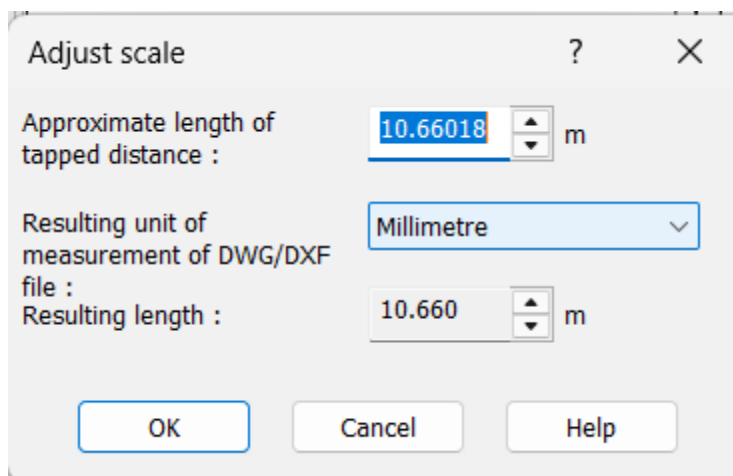 Adjust scale ?
Approximate length of
tapped distance :
10.66018 m
Resulting unit of
measurement of DWG/DXF
file :
Millimetre
Resulting length :
10.660 m
OK Cancel Help